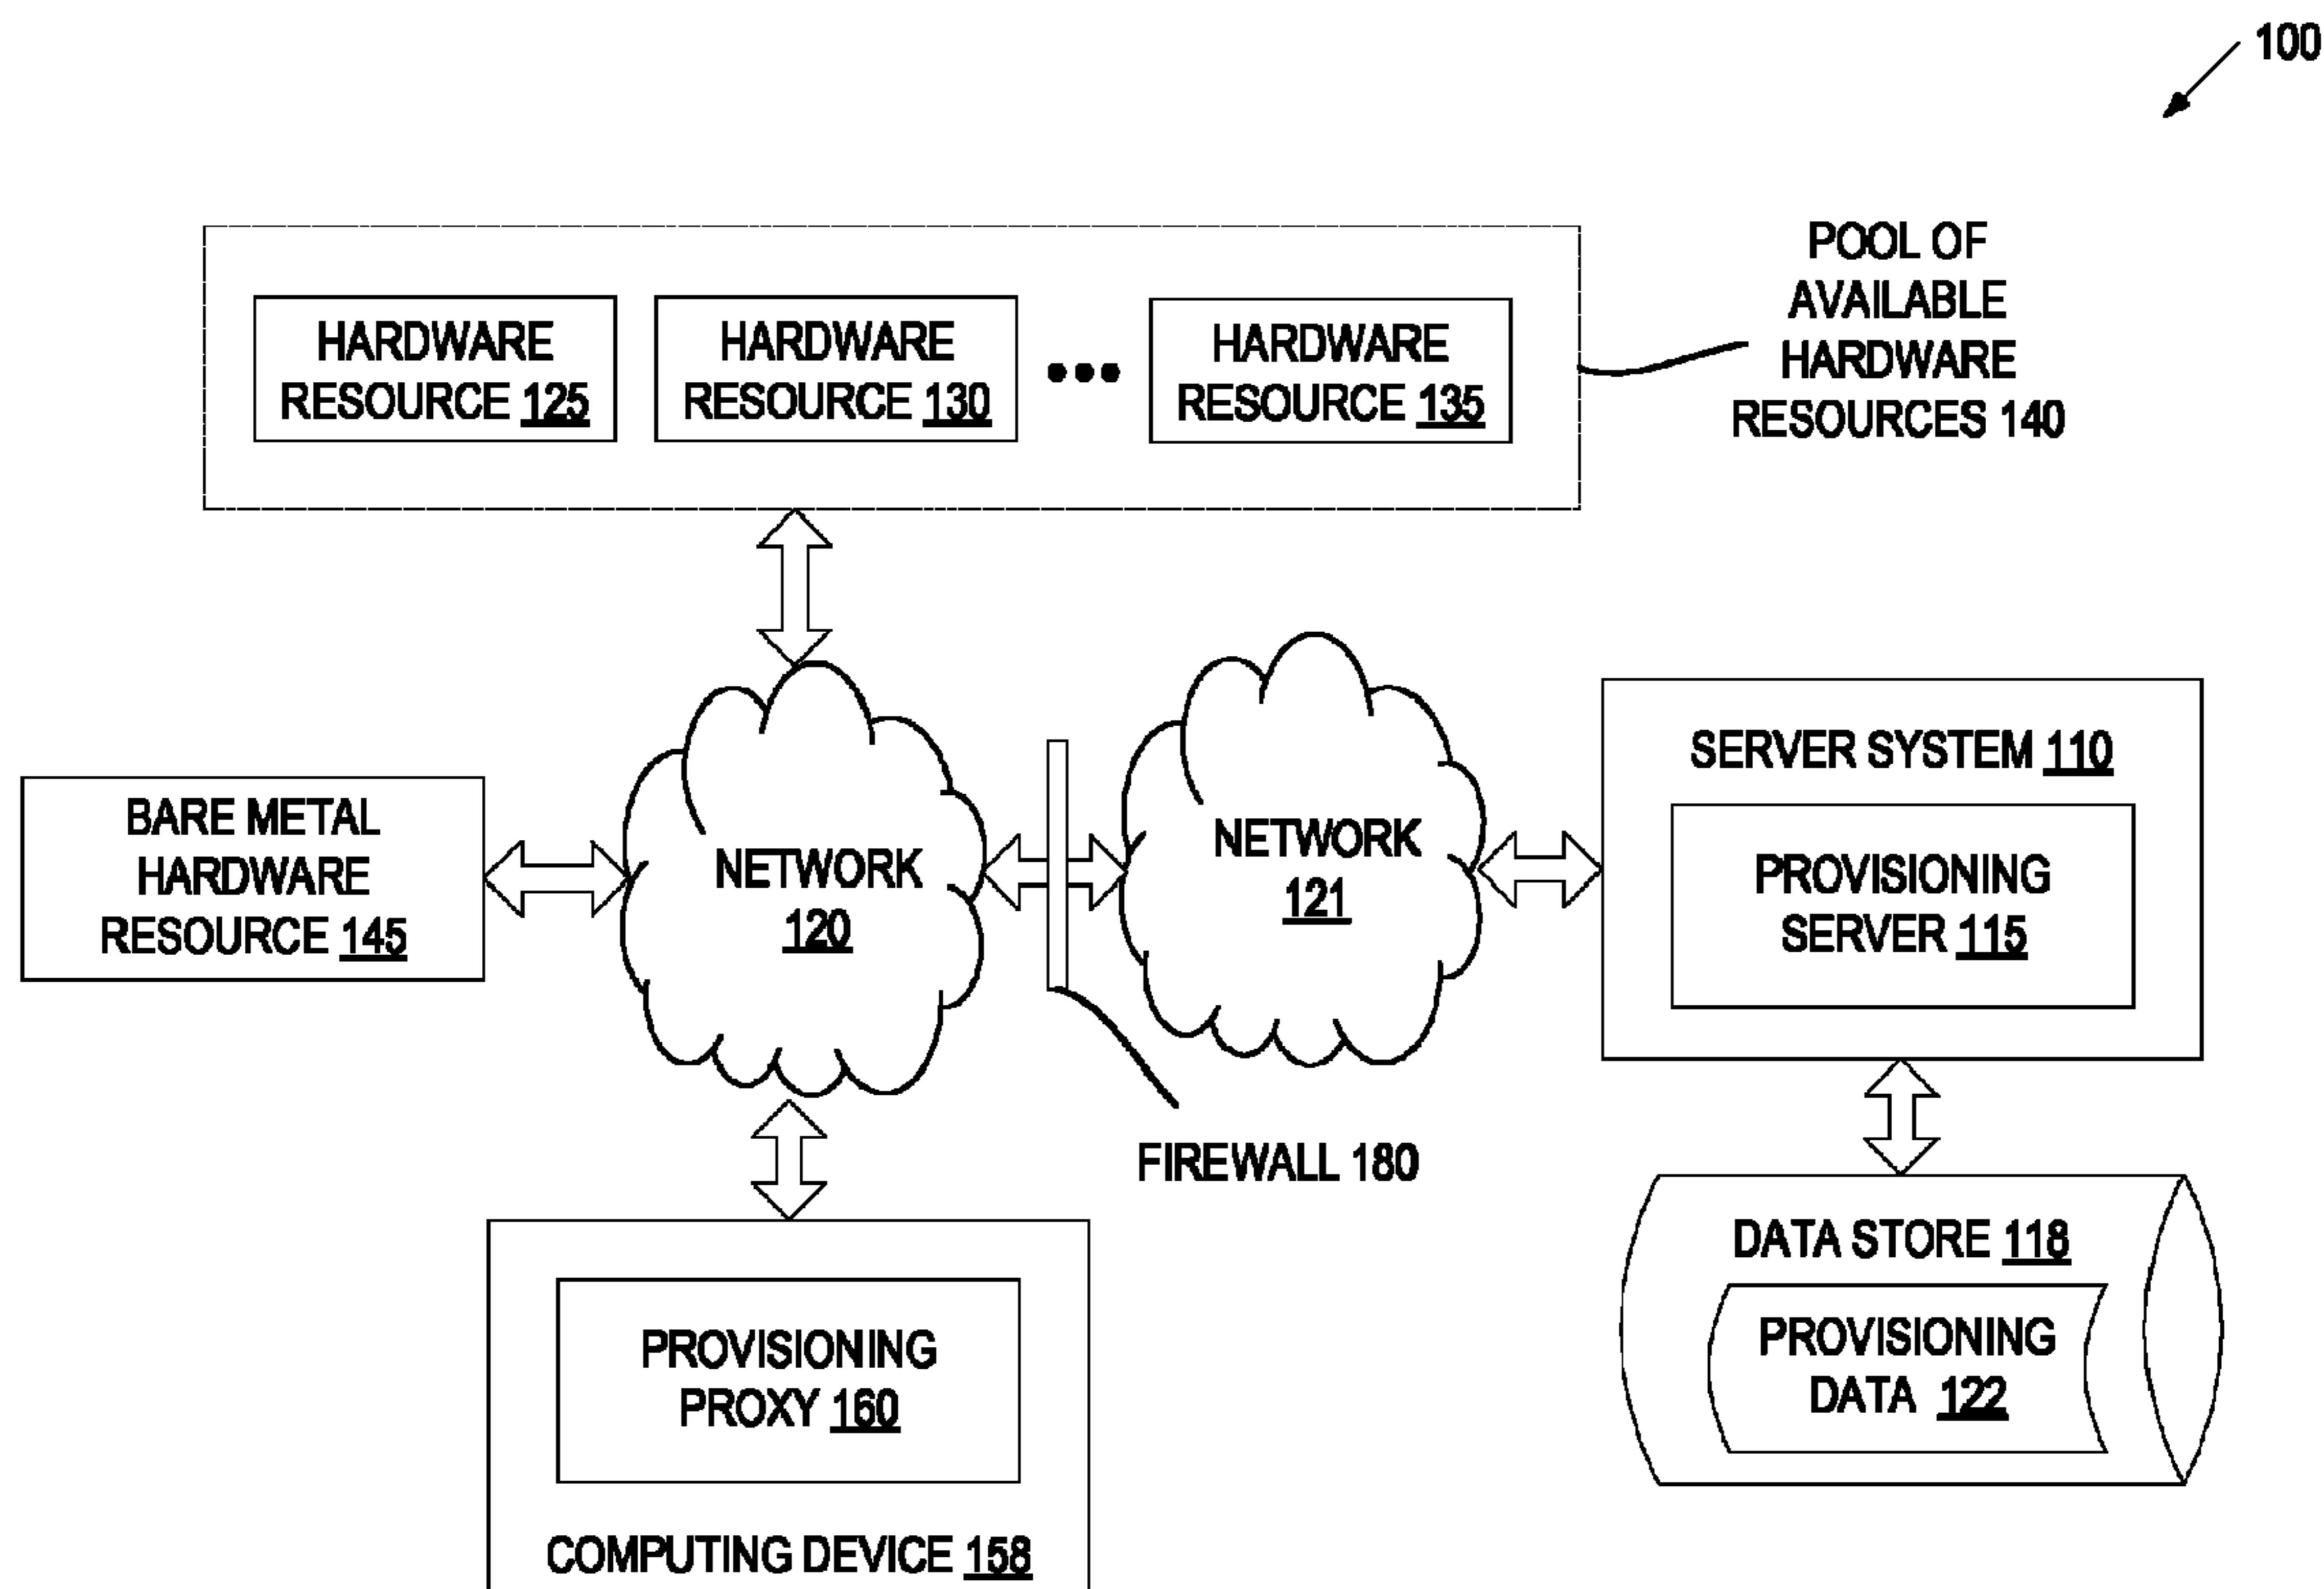 100
POOL OF
AVAILABLE
HARDWARE
RESOURCES 140
HARDWARE
RESOURCE 125
HARDWARE
RESOURCE 130
HARDWARE
RESOURCE 135
BARE METAL
HARDWARE
RESOURCE 145
NETWORK
120
NETWORK
121
SERVER SYSTEM 110
PROVISIONING
SERVER 115
FIREWALL 180
DATA STORE 118
PROVISIONING
DATA 122
PROVISIONING
PROXY 160
COMPUTING DEVICE 158